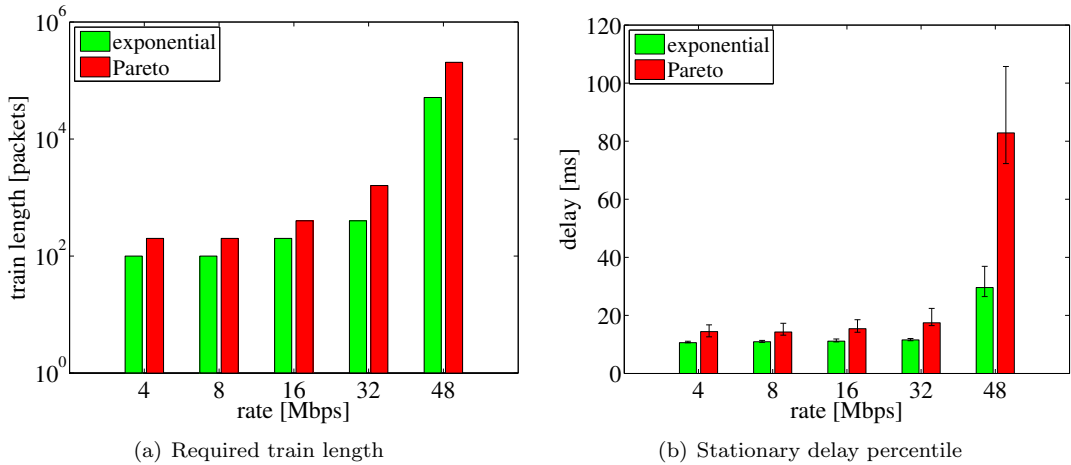 10^6
10^4
10^2
10^0
train length [packets]
exponential
Pareto
4 8 16 32 48
rate [Mbps]
(a) Required train length
120
100
80
60
40
20
0
delay [ms]
exponential
Pareto
4 8 16 32 48
rate [Mbps]
(b) Stationary delay percentile